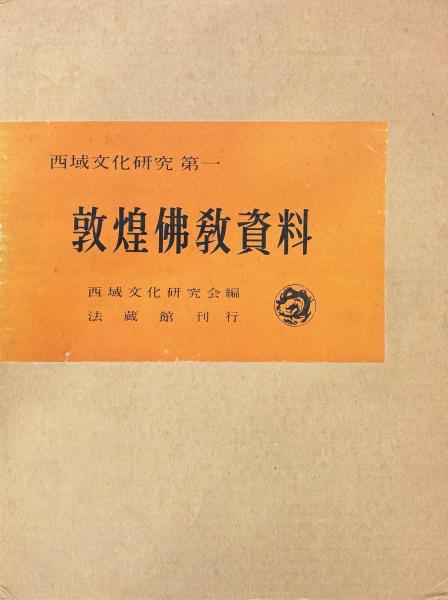 西域文化研究 第一
敦煌佛教資料
西域文化研究会編
法蔵館刊行